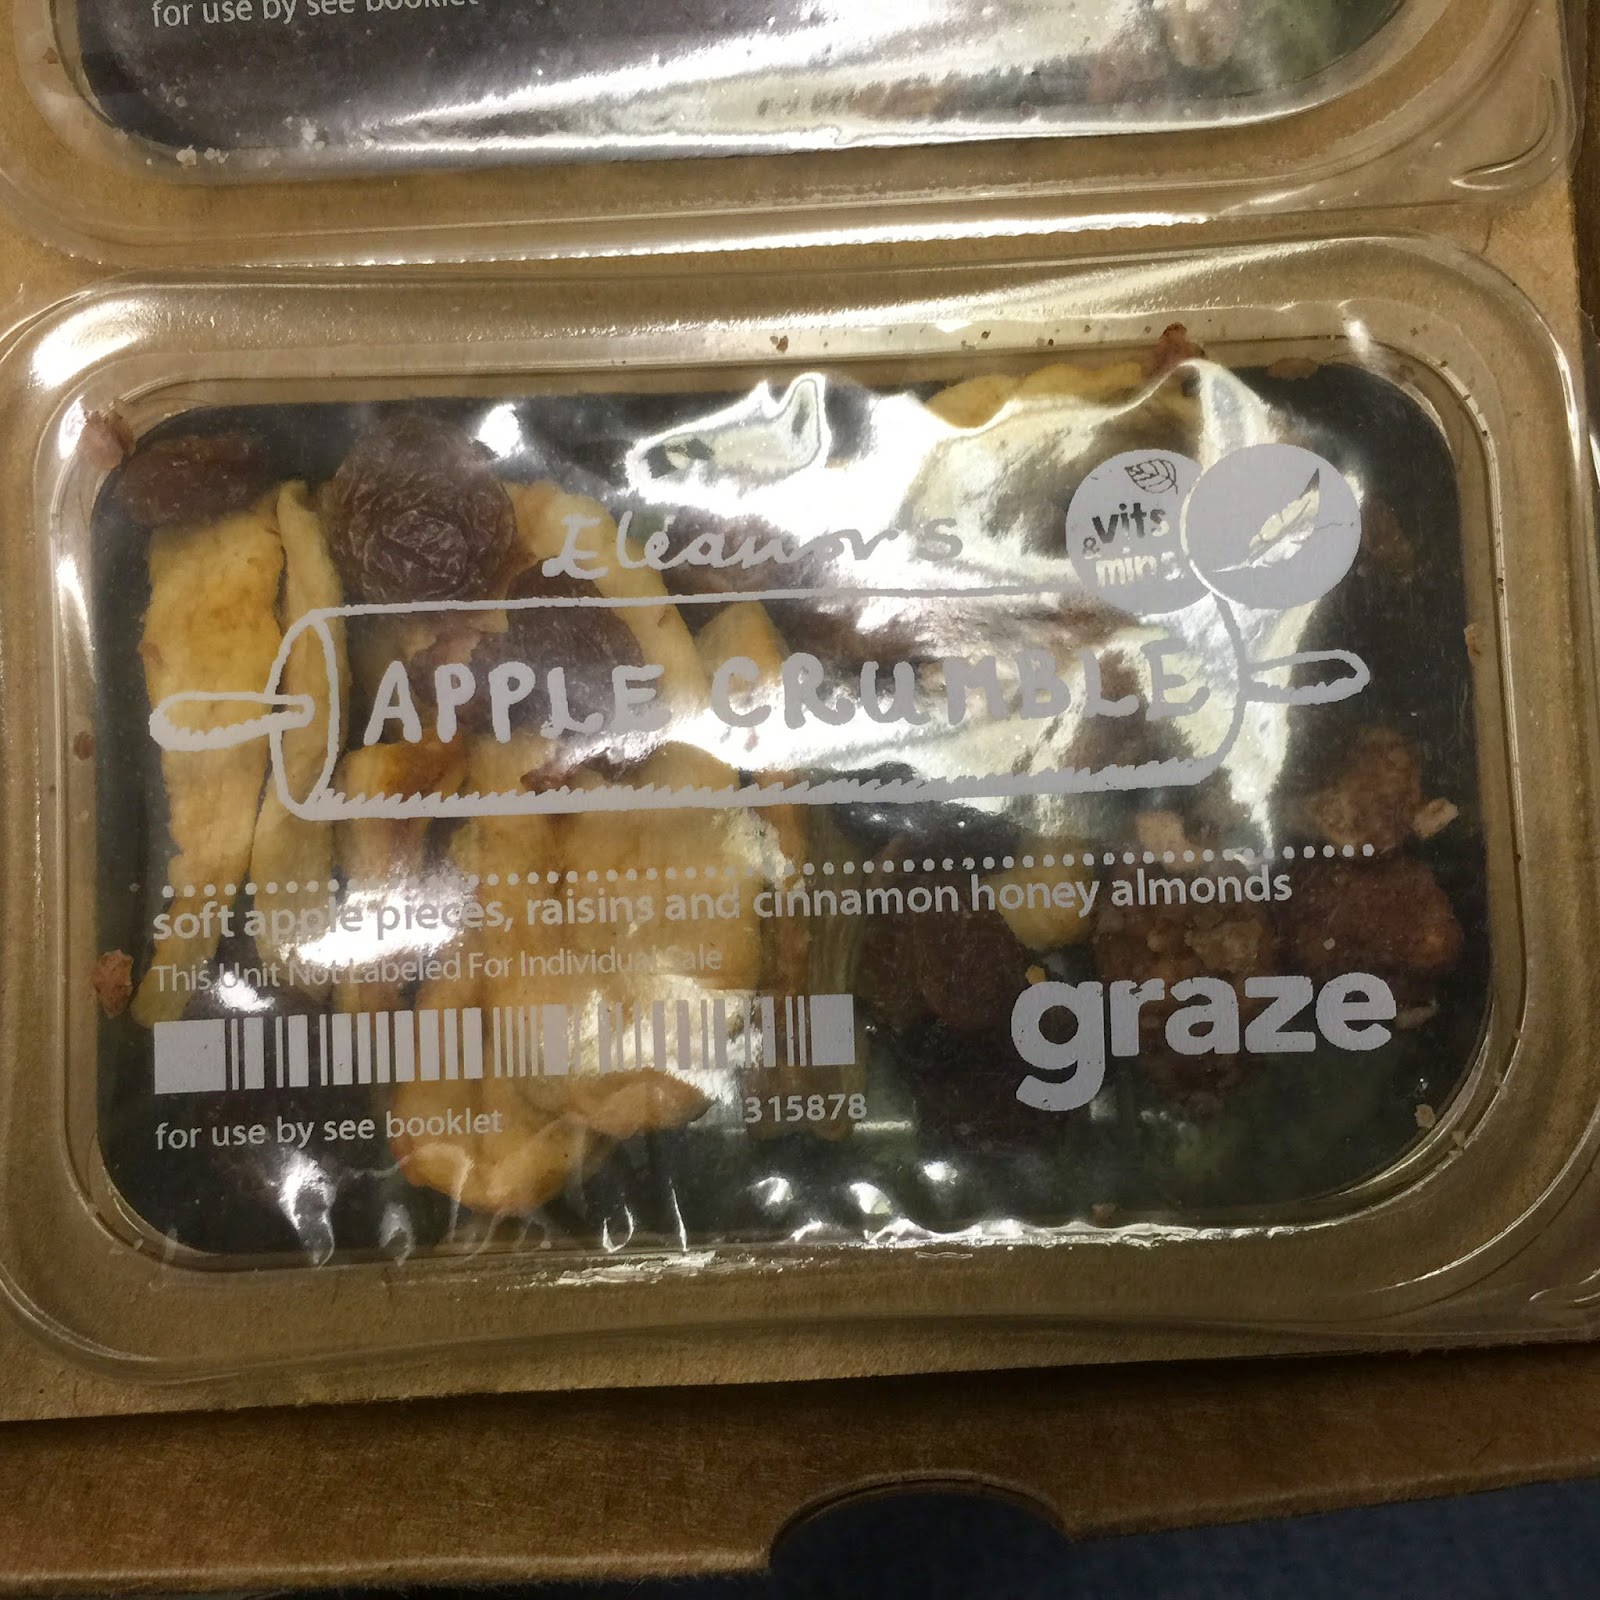 for use by see booklet
Eleanor's
vits
& mins
APPLE CRUMBLE
soft apple pieces, raisins and cinnamon honey almonds
This Unit Not Labeled For Individual Sale
graze
315878
for use by see booklet